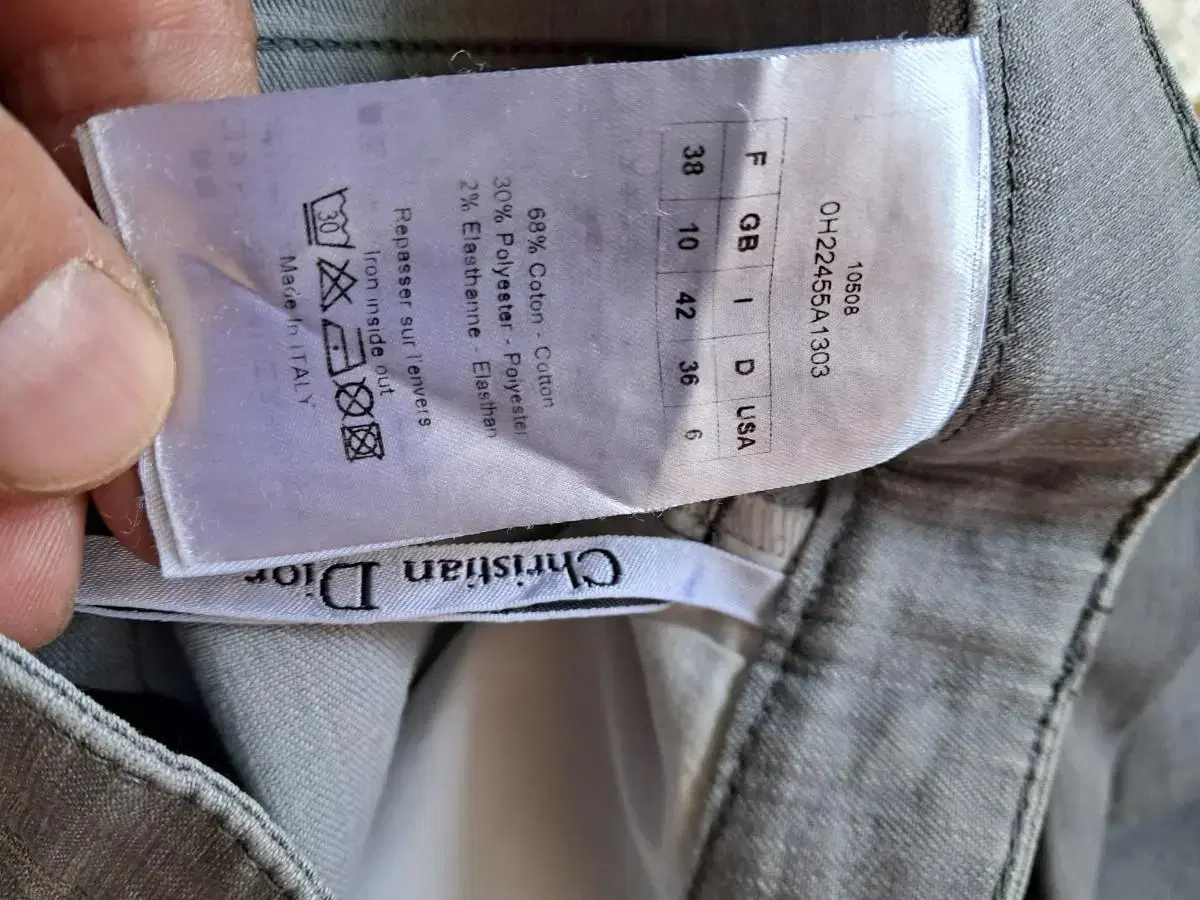 10508
0H22455A1303
F GB I D USA
38 10 42 36 6
68% Coton - Cotton
30% Polyester - Polyester
2% Elasthanne - Elasthan
Repasser sur l'envers
Iron inside out
30
Made In ITALY
Christian Dior